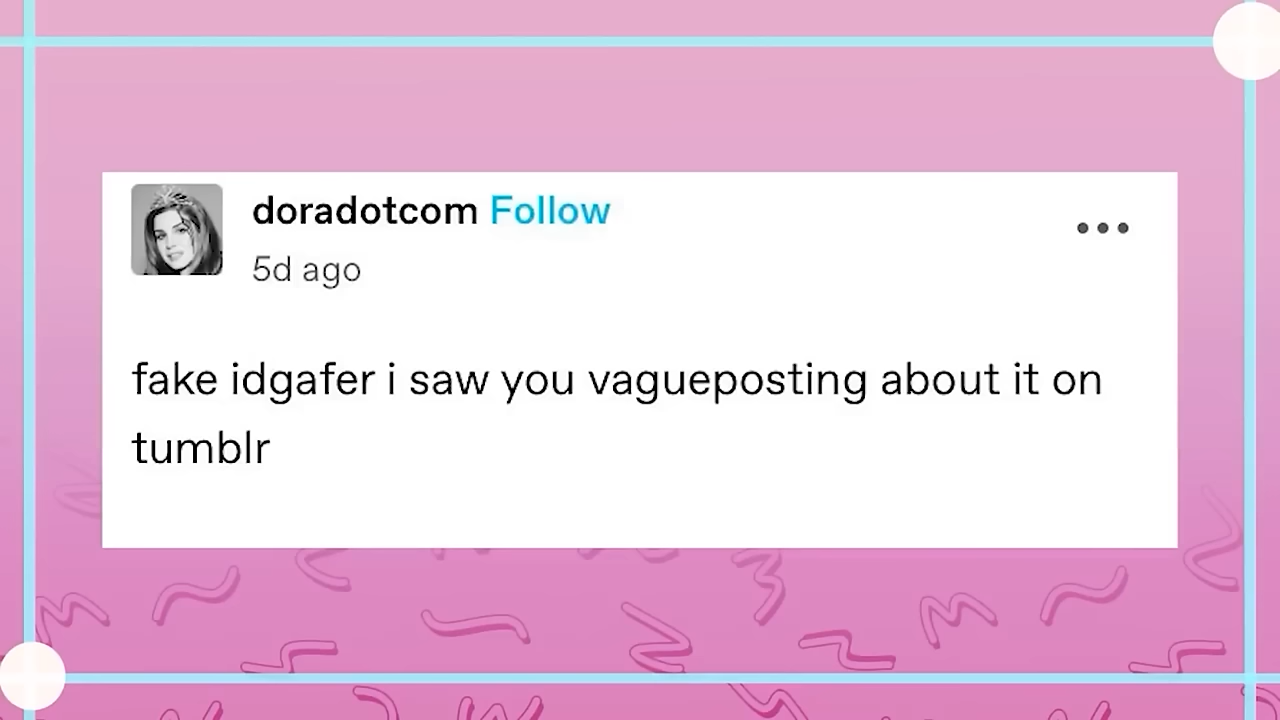 doradotcom Follow
5d ago
fake idgafer i saw you vagueposting about it on
tumblr